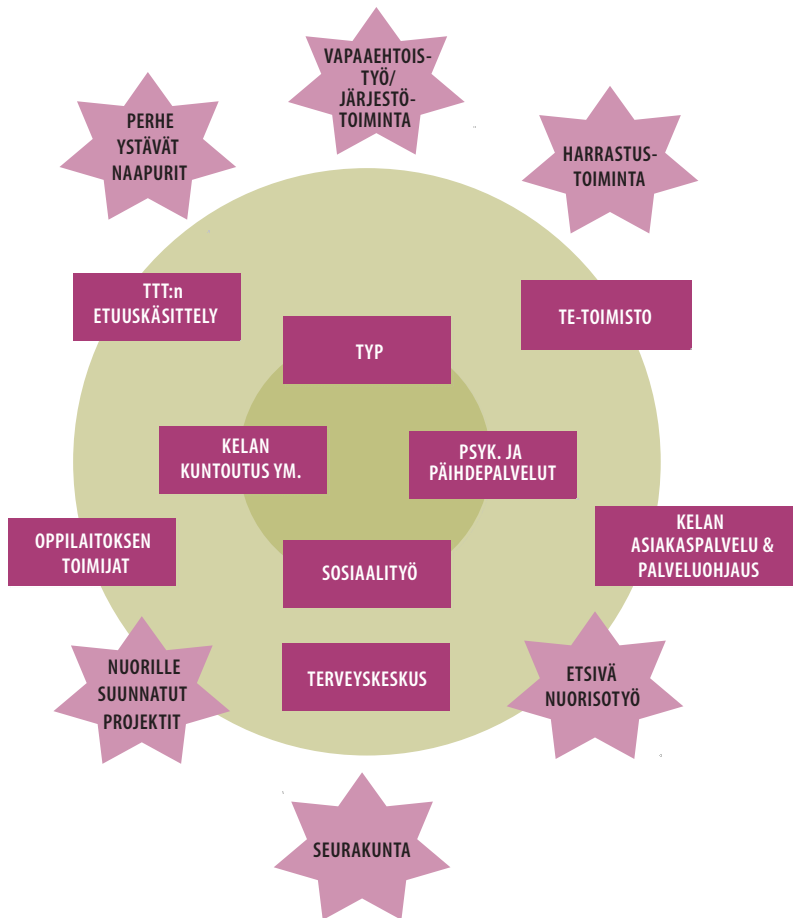 VAPAAEHTOIS-
TYÖ/
JÄRJESTÖ-
TOIMINTA
PERHE
YSTÄVÄT
NAAPURIT
HARRASTUS-
TOIMINTA
TTT:n
ETUUSKÄSITTELY
TE-TOIMISTO
TYP
KELAN
KUNTOUTUS YM.
PSYK. JA
PÄIHDEPALVELUT
OPPILAITOKSEN
TOIMIJAT
SOSIAALITYÖ
KELAN
ASIAKASPALVELU &
PALVELUOHJAUS
NUORILLE
SUUNNATUT
PROJEKTIT
TERVEYSKESKUS
ETSIVÄ
NUORISOTYÖ
SEURAKUNTA